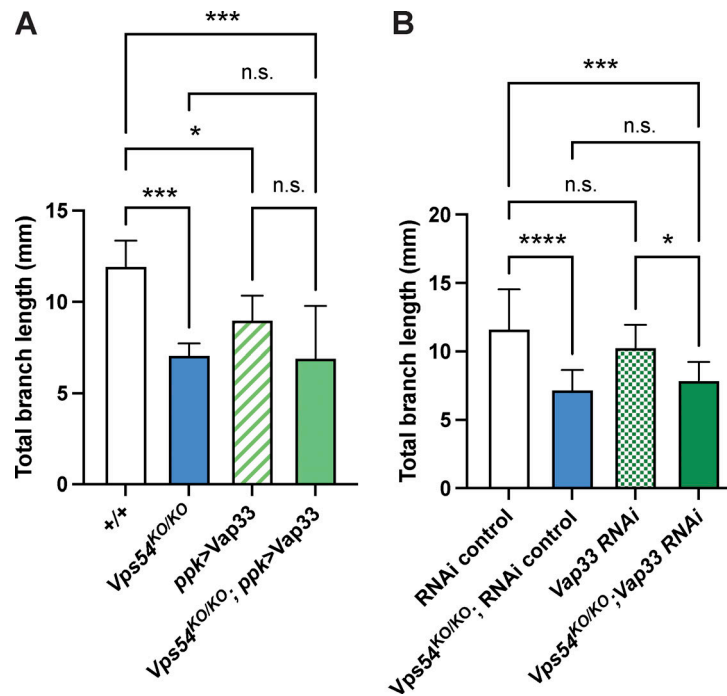 A
***
n.s.
*
n.s.
***
Total branch length (mm)
15
10
5
0
+/+
Vps54KO/KO
ppk>Vap33
Vps54KO/KO; ppk>Vap33
B
***
n.s.
n.s.
****
*
Total branch length (mm)
20
15
10
5
0
RNAi control
Vps54KO/KO; RNAi control
Vap33 RNAi
Vps54KO/KO;Vap33 RNAi